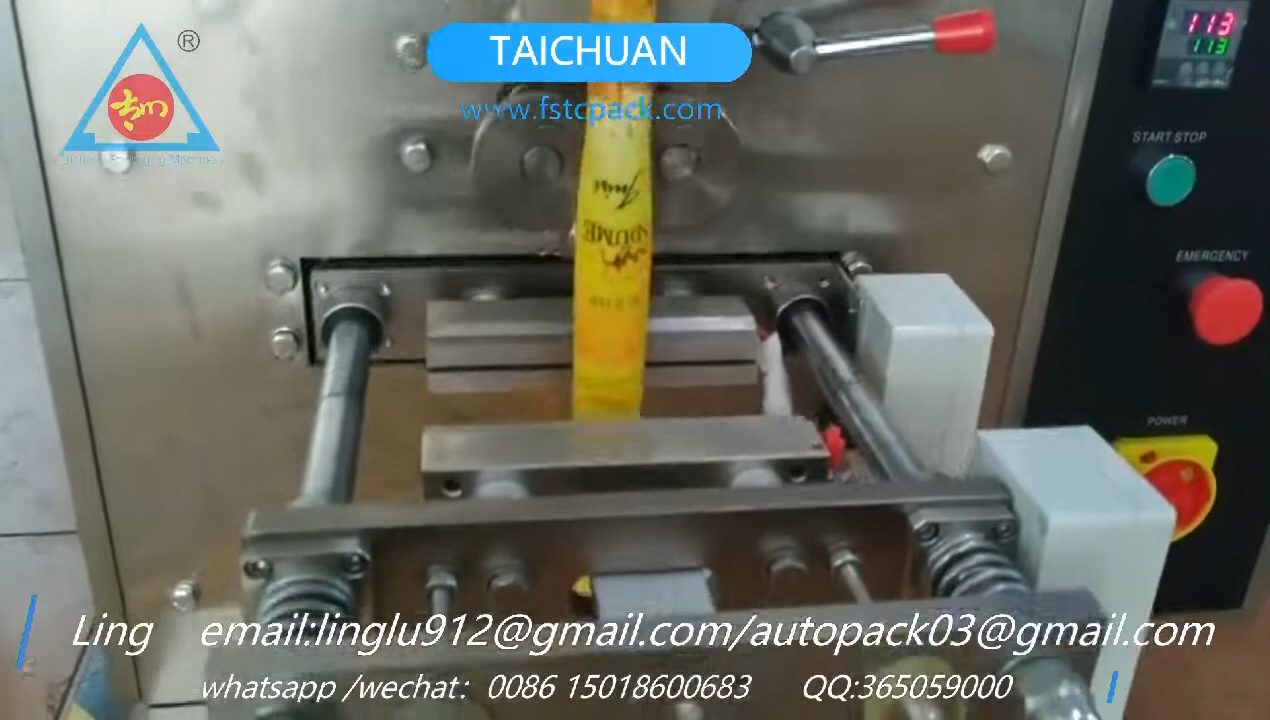 ®
TAICHUAN
www.fstcpack.com
113
113
START STOP
EMERGENCY
POWER
Ling email:linglu912@gmail.com/autopack03@gmail.com
whatsapp /wechat: 0086 15018600683 QQ:365059000